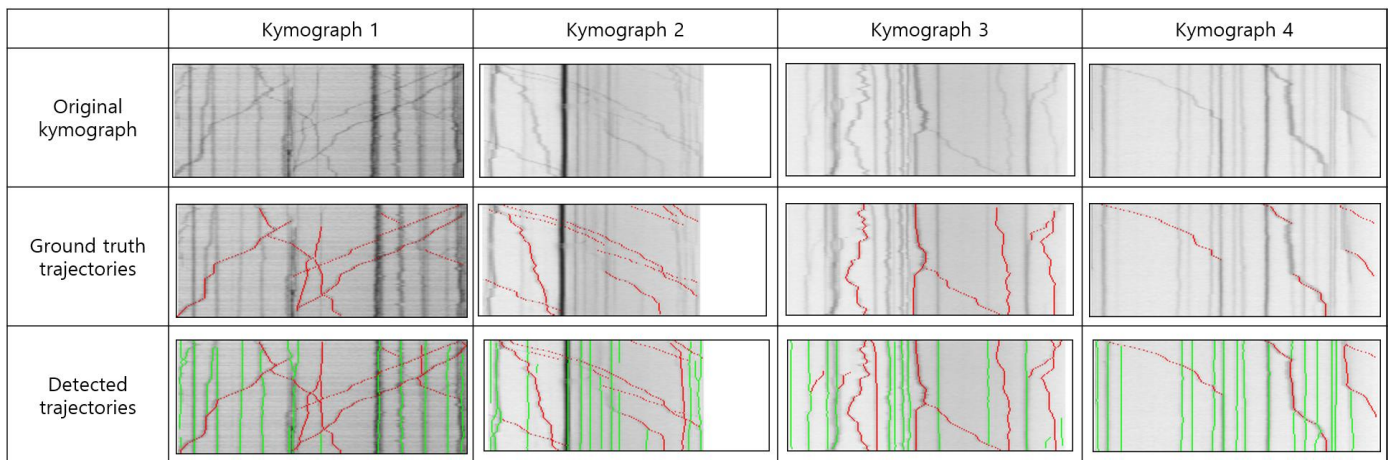 Kymograph 1
Kymograph 2
Kymograph 3
Kymograph 4
Original
kymograph
Ground truth
trajectories
Detected
trajectories